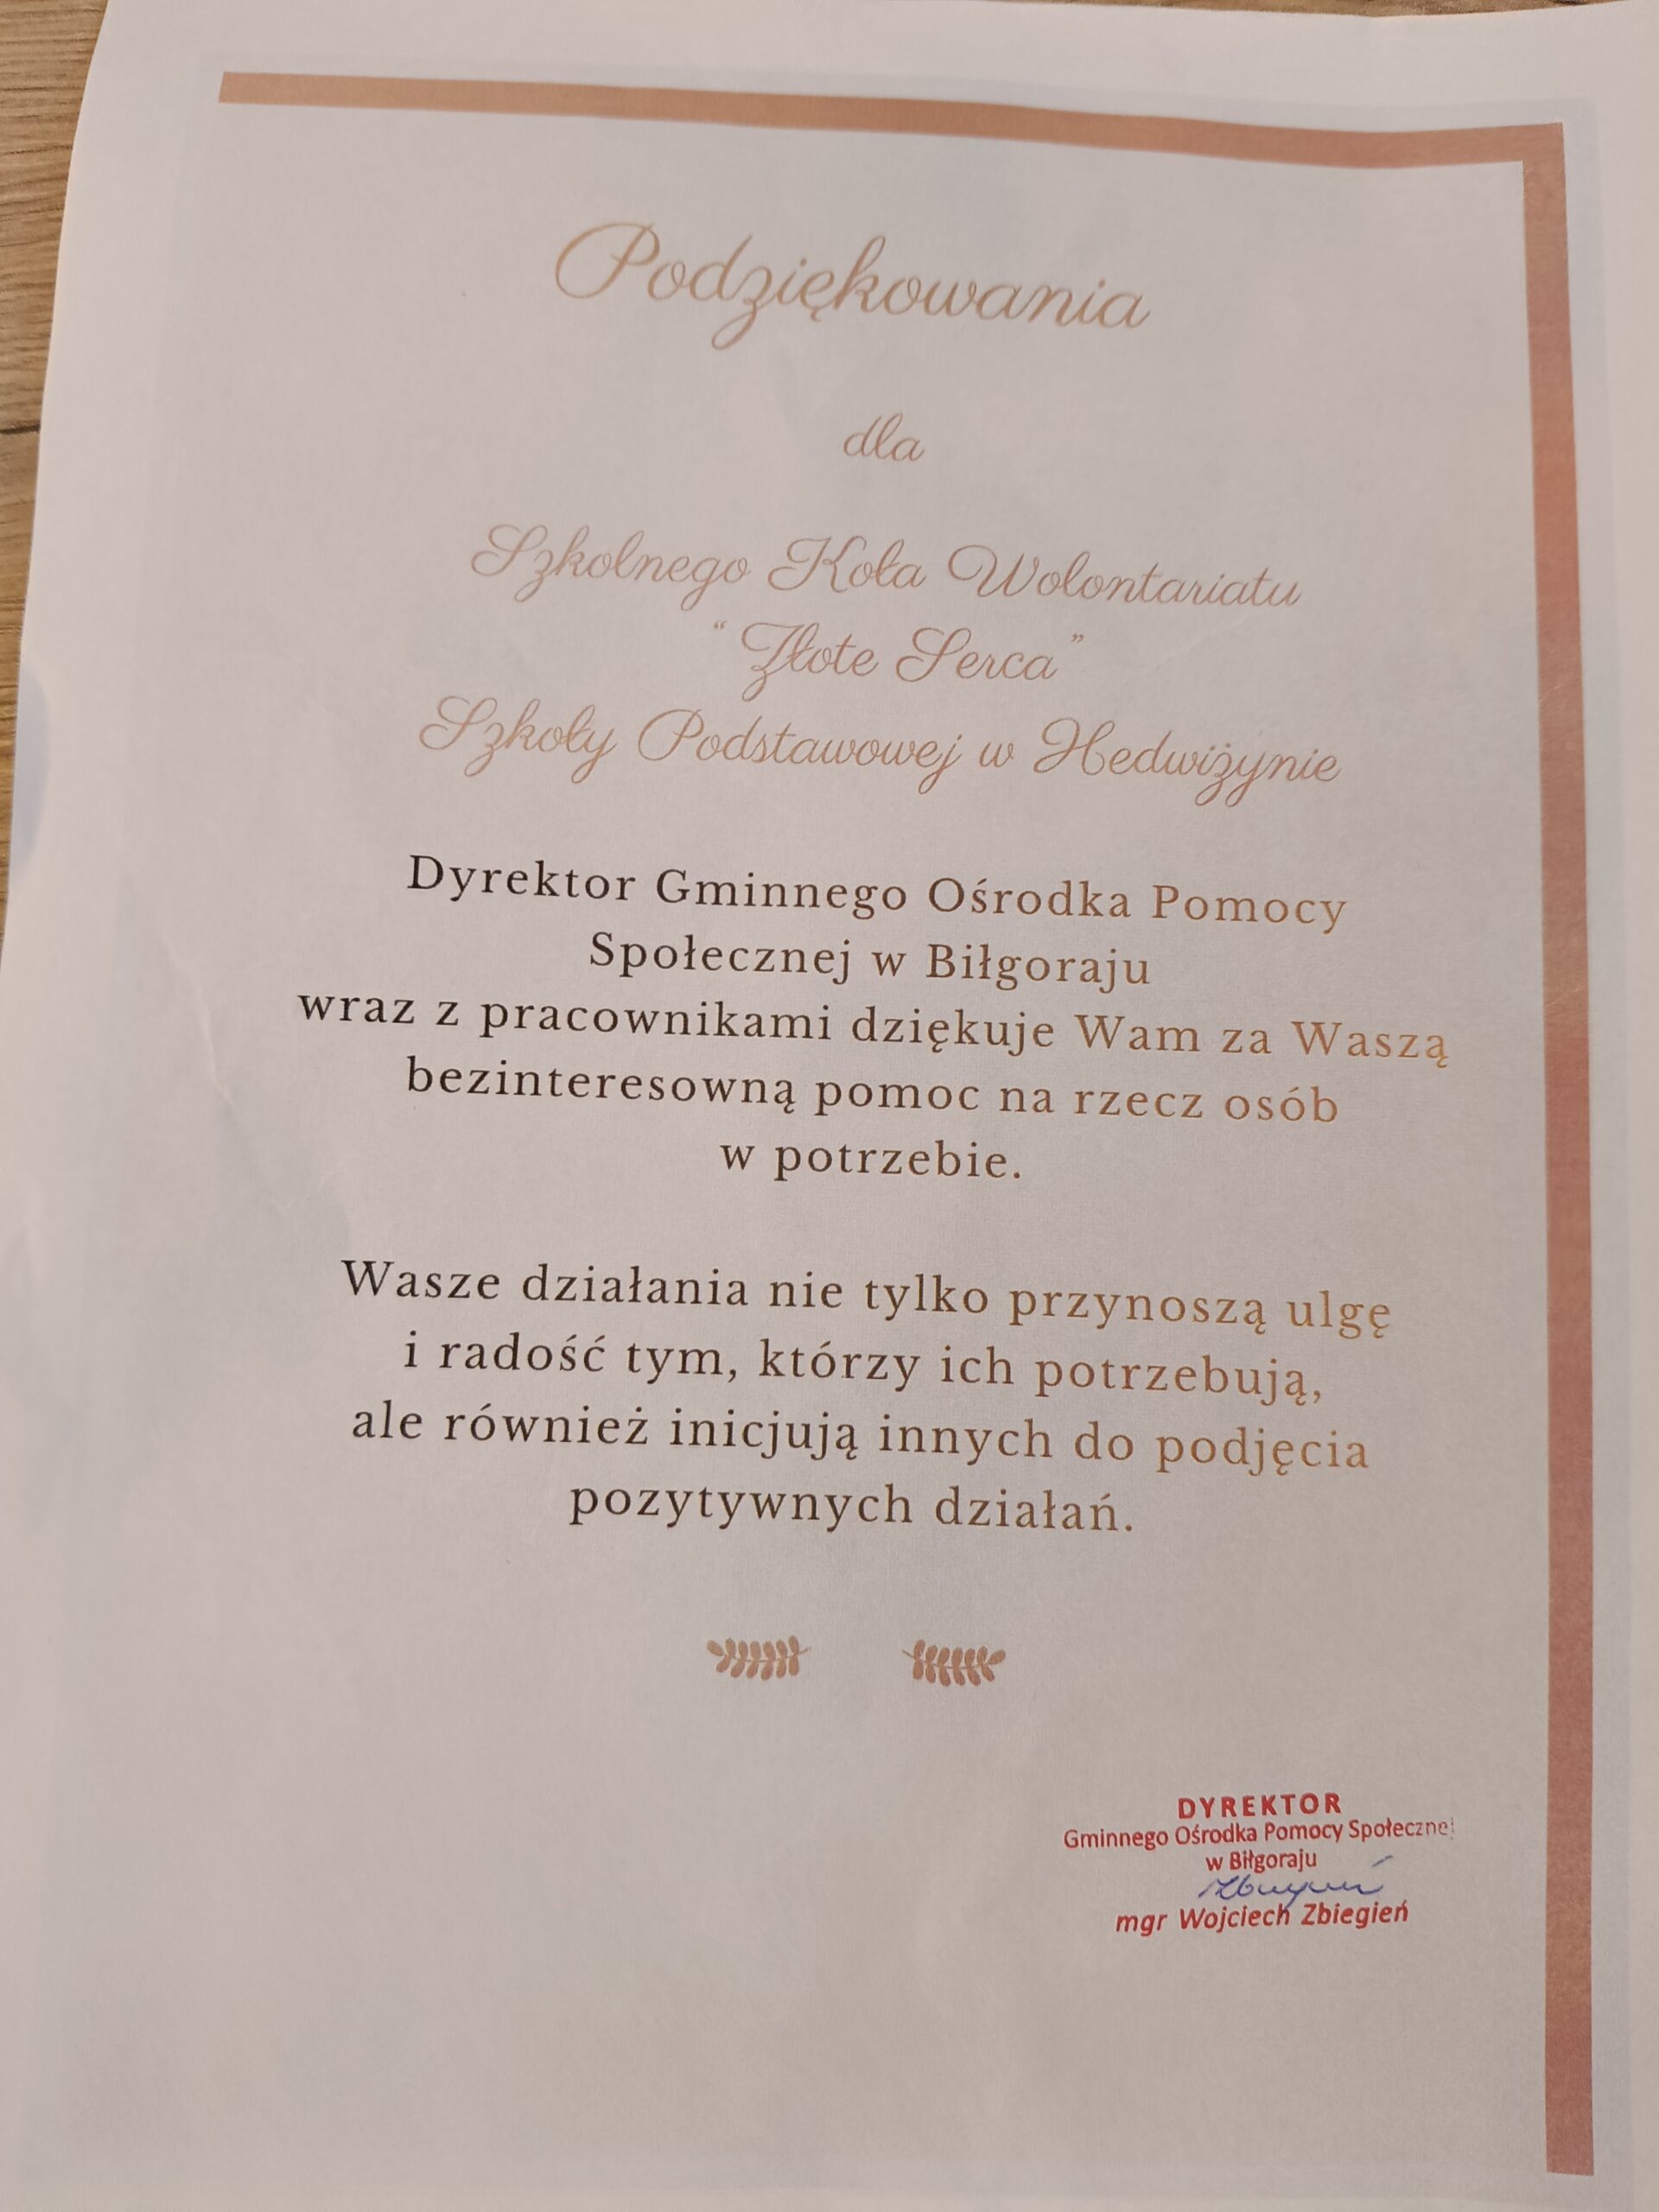 Podziękowania
dla
Szkolnego Koła Wolontariatu
“Złote Serca”
Szkoły Podstawowej w Hedwiżynie
Dyrektor Gminnego Ośrodka Pomocy
Społecznej w Biłgoraju
wraz z pracownikami dziękuje Wam za Waszą
bezinteresowną pomoc na rzecz osób
w potrzebie.
Wasze działania nie tylko przynoszą ulgę
i radość tym, którzy ich potrzebują,
ale również inicjują innych do podjęcia
pozytywnych działań.
DYREKTOR
Gminnego Ośrodka Pomocy Społecznej
w Biłgoraju
mgr Wojciech Zbiegień